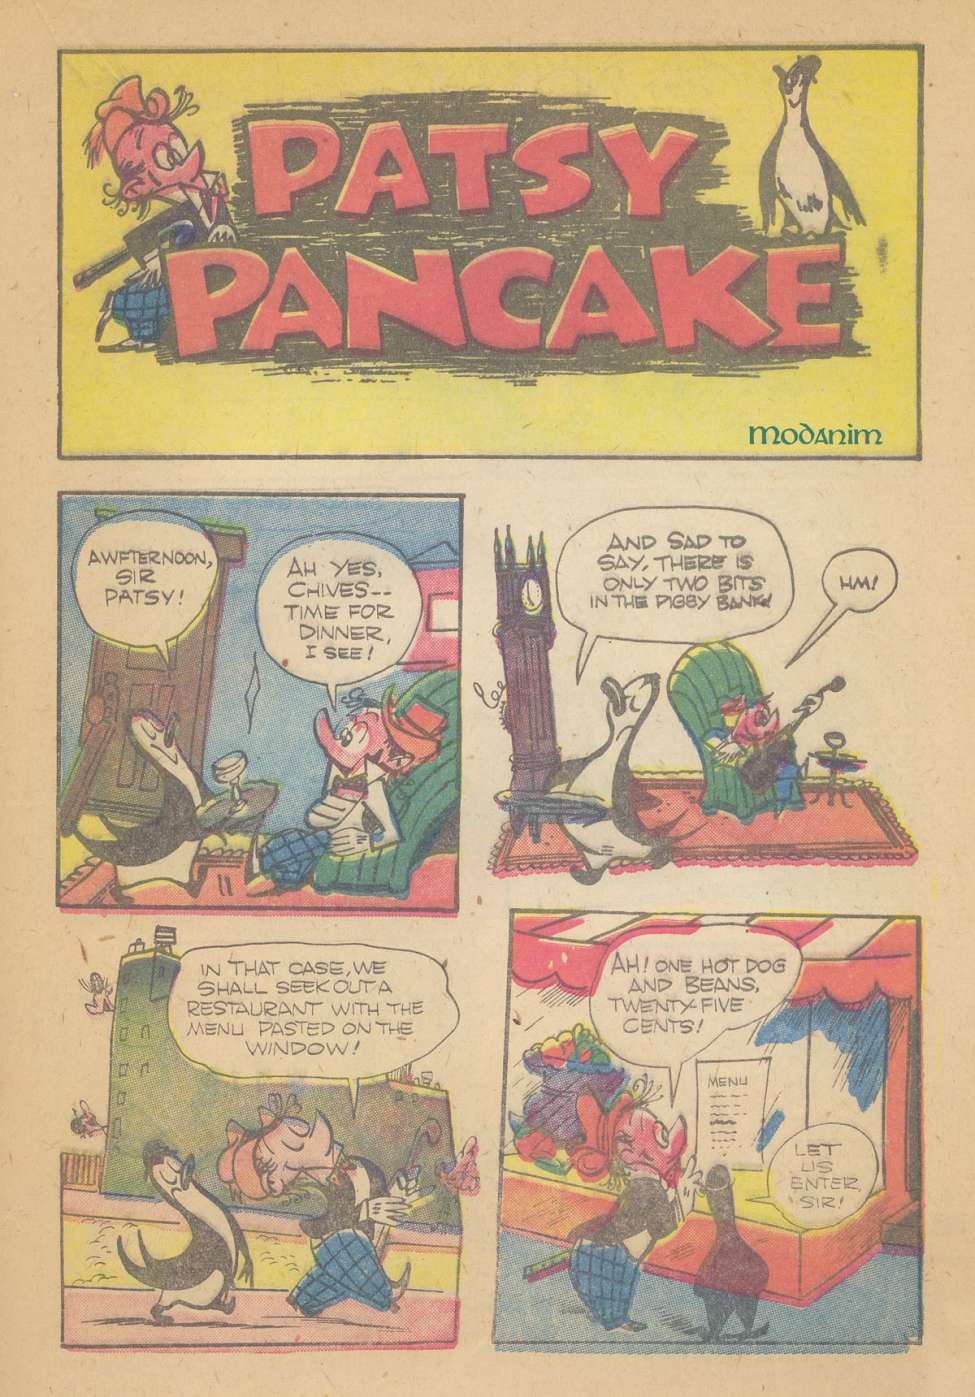 PATSY
PANCAKE
modanim
AWFTERNOON,
SIR
PATSY!
AH YES,
CHIVES--
TIME FOR
DINNER,
I SEE!
AND SAD TO
SAY, THERE IS
ONLY TWO BITS
IN THE PIGGY BANK!
HM!
IN THAT CASE, WE
SHALL SEEK OUT A
RESTAURANT WITH THE
MENU PASTED ON THE
WINDOW!
AH! ONE HOT DOG
AND BEANS,
TWENTY-FIVE
CENTS!
MENU
LET
US
ENTER,
SIR!